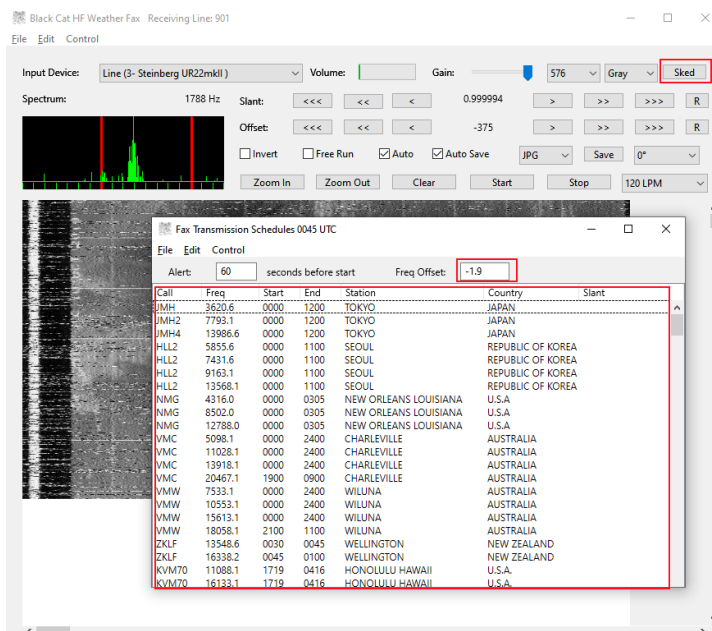 Black Cat HF Weather Fax Receiving Line: 901
File Edit Control
Input Device: Line (3- Steinberg UR22mkII ) Volume: Gain: 576 Gray Sked
Spectrum: 1788 Hz Slant: <<< << < 0.999994 > >> >>> R
Offset: <<< << < -375 > >> >>> R
Invert Free Run Auto Auto Save JPG Save 0°
Zoom In Zoom Out Clear Start Stop 120 LPM
Fax Transmission Schedules 0045 UTC
File Edit Control
Alert: 60 seconds before start Freq Offset: -1.9
Call Freq Start End Station Country Slant
JMH 3620.6 0000 1200 TOKYO JAPAN
JMH2 7793.1 0000 1200 TOKYO JAPAN
JMH4 13986.6 0000 1200 TOKYO JAPAN
HLL2 5855.6 0000 1100 SEOUL REPUBLIC OF KOREA
HLL2 7431.6 0000 1100 SEOUL REPUBLIC OF KOREA
HLL2 9163.1 0000 1100 SEOUL REPUBLIC OF KOREA
HLL2 13568.1 0000 1100 SEOUL REPUBLIC OF KOREA
NMG 4316.0 0000 0305 NEW ORLEANS LOUISIANA U.S.A
NMG 8502.0 0000 0305 NEW ORLEANS LOUISIANA U.S.A
NMG 12788.0 0000 0305 NEW ORLEANS LOUISIANA U.S.A
VMC 5098.1 0000 2400 CHARLEVILLE AUSTRALIA
VMC 11028.1 0000 2400 CHARLEVILLE AUSTRALIA
VMC 13918.1 0000 2400 CHARLEVILLE AUSTRALIA
VMC 20467.1 1900 0900 CHARLEVILLE AUSTRALIA
VMW 7533.1 0000 2400 WILUNA AUSTRALIA
VMW 10553.1 0000 2400 WILUNA AUSTRALIA
VMW 15613.1 0000 2400 WILUNA AUSTRALIA
VMW 18058.1 2100 1100 WILUNA AUSTRALIA
ZKLF 13548.6 0030 0045 WELLINGTON NEW ZEALAND
ZKLF 16338.2 0045 0100 WELLINGTON NEW ZEALAND
KVM70 11088.1 1719 0416 HONOLULU HAWAII U.S.A.
KVM70 16133.1 1719 0416 HONOLULU HAWAII U.S.A.